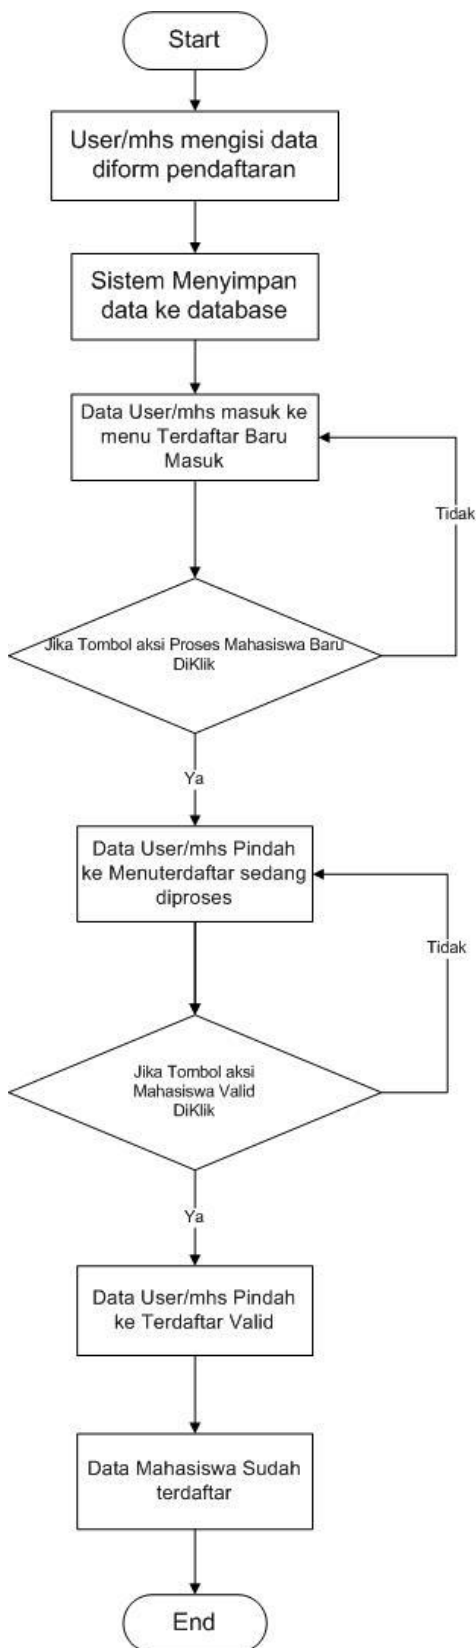 Start
User/mhs mengisi data
diform pendaftaran
Sistem Menyimpan
data ke database
Data User/mhs masuk ke
menu Terdaftar Baru
Masuk
Tidak
Jika Tombol aksi Proses Mahasiswa Baru
DiKlik
Ya
Data User/mhs Pindah
ke Menuterdaftar sedang
diproses
Tidak
Jika Tombol aksi
Mahasiswa Valid
DiKlik
Ya
Data User/mhs Pindah
ke Terdaftar Valid
Data Mahasiswa Sudah
terdaftar
End